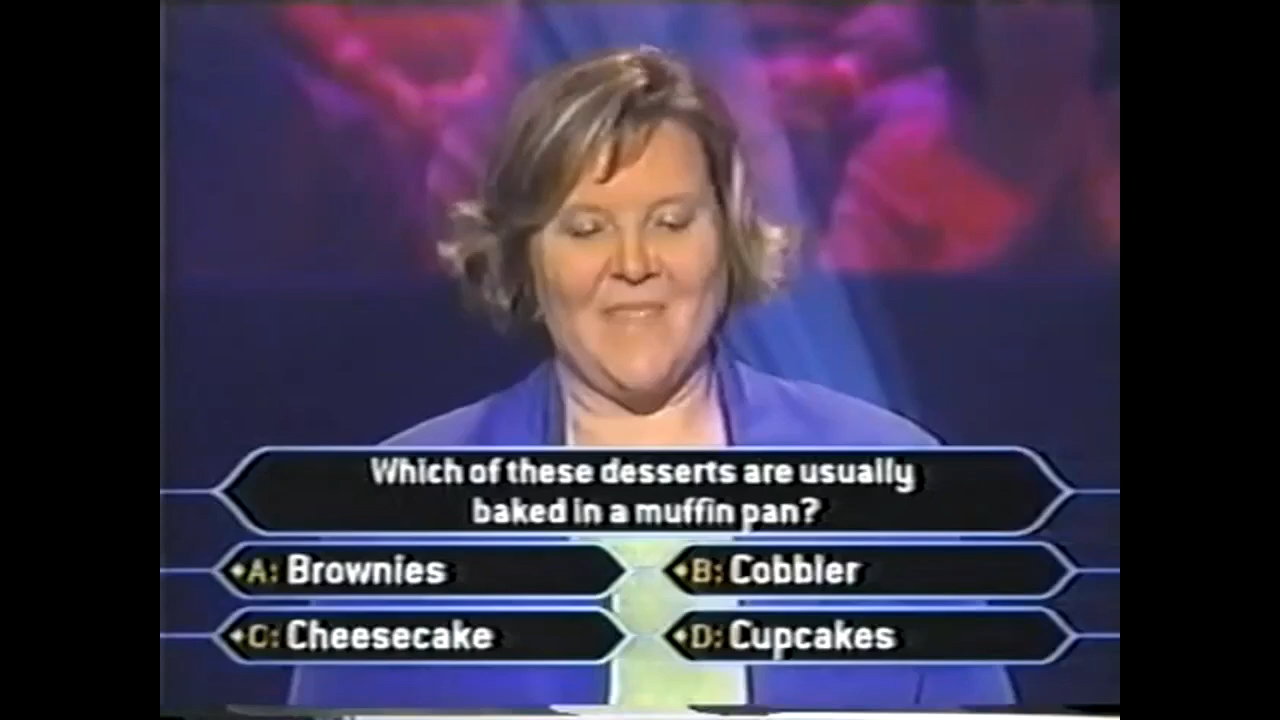 Which of these desserts are usually
baked in a muffin pan?
A: Brownies
B: Cobbler
C: Cheesecake
D: Cupcakes